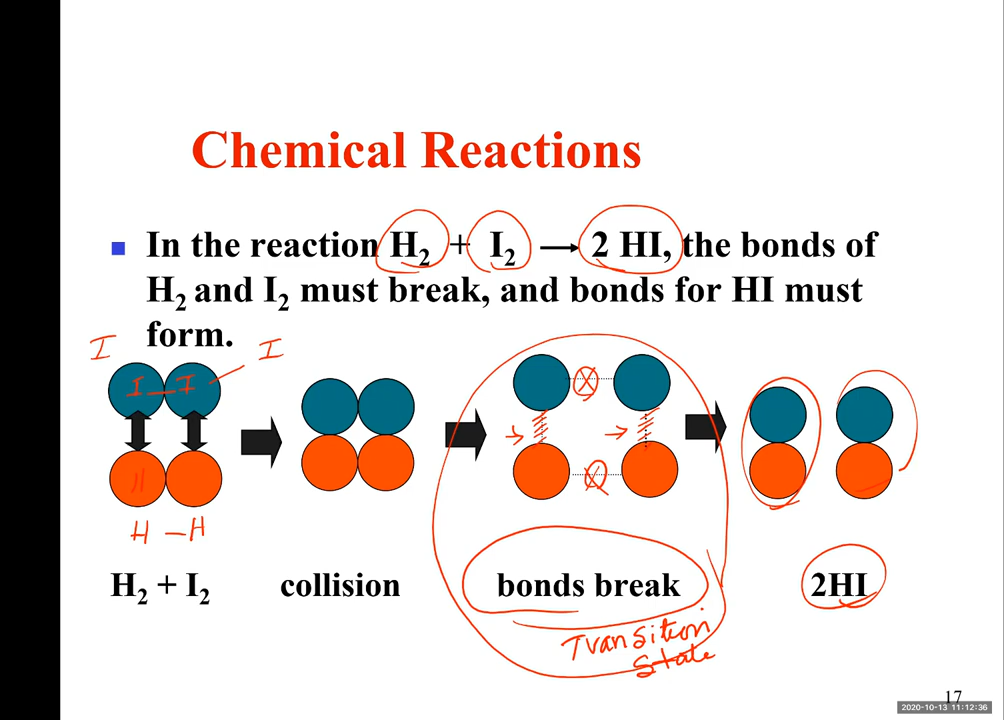 Chemical Reactions
In the reaction H₂ + I₂ → 2 HI, the bonds of
H₂ and I₂ must break, and bonds for HI must
form.
I I
I — I
H
H — H
H₂ + I₂ collision bonds break 2HI
Transition
State
17
2020-10-13 11:12:36